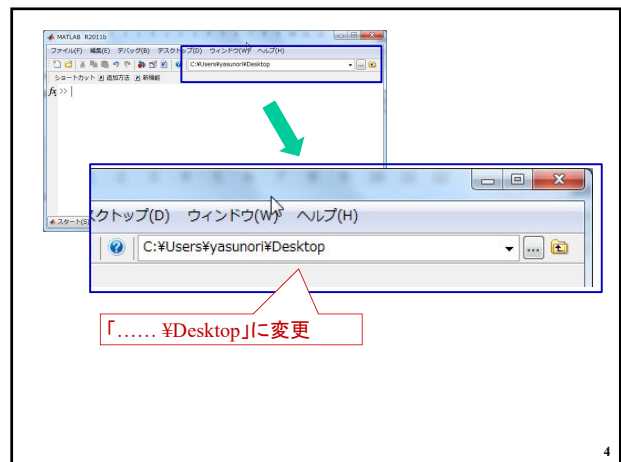 MATLAB R2011b
ファイル(F) 編集(E) デバッグ(B) デスクトップ(D) ウィンドウ(W) ヘルプ(H)
C:¥Users¥yasunori¥Desktop
ショートカット 追加方法 新機能
fx >>
スタート(S)
クトップ(D) ウィンドウ(W) ヘルプ(H)
C:¥Users¥yasunori¥Desktop
「…… ¥Desktop」に変更
4